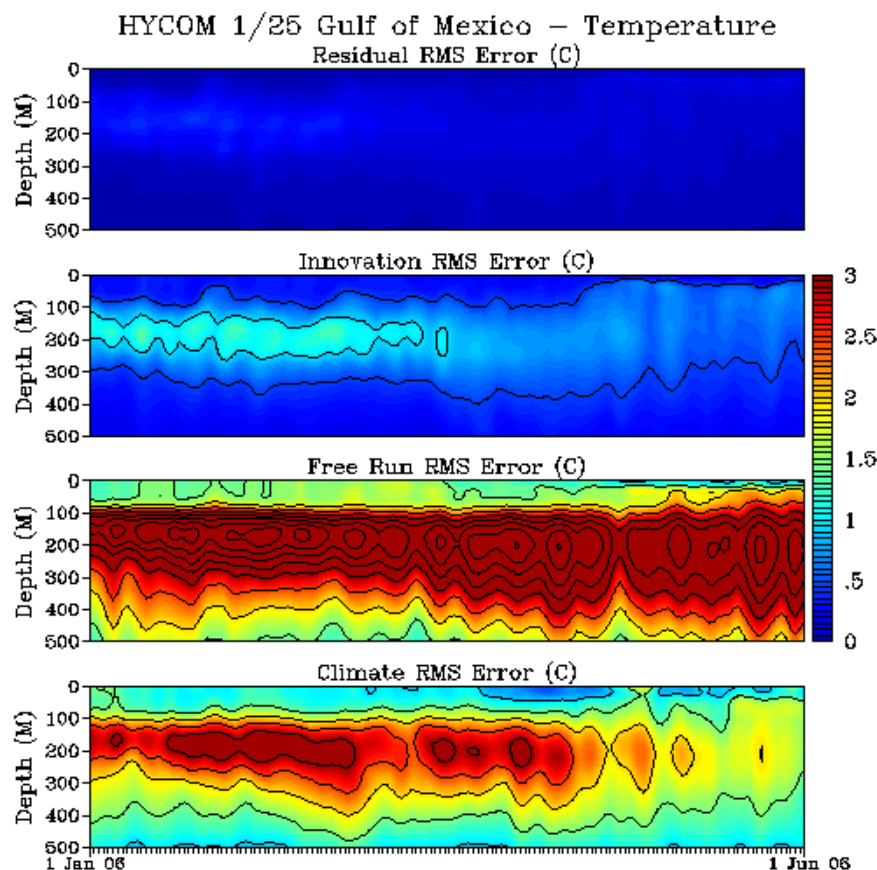 HYCOM 1/25 Gulf of Mexico – Temperature
Residual RMS Error (C)
0
100
200
300
400
500
Depth (M)
Innovation RMS Error (C)
0
100
200
300
400
500
Depth (M)
3
2.5
2
1.5
1
.5
0
Free Run RMS Error (C)
0
100
200
300
400
500
Depth (M)
Climate RMS Error (C)
0
100
200
300
400
500
Depth (M)
1 Jan 06
1 Jun 06